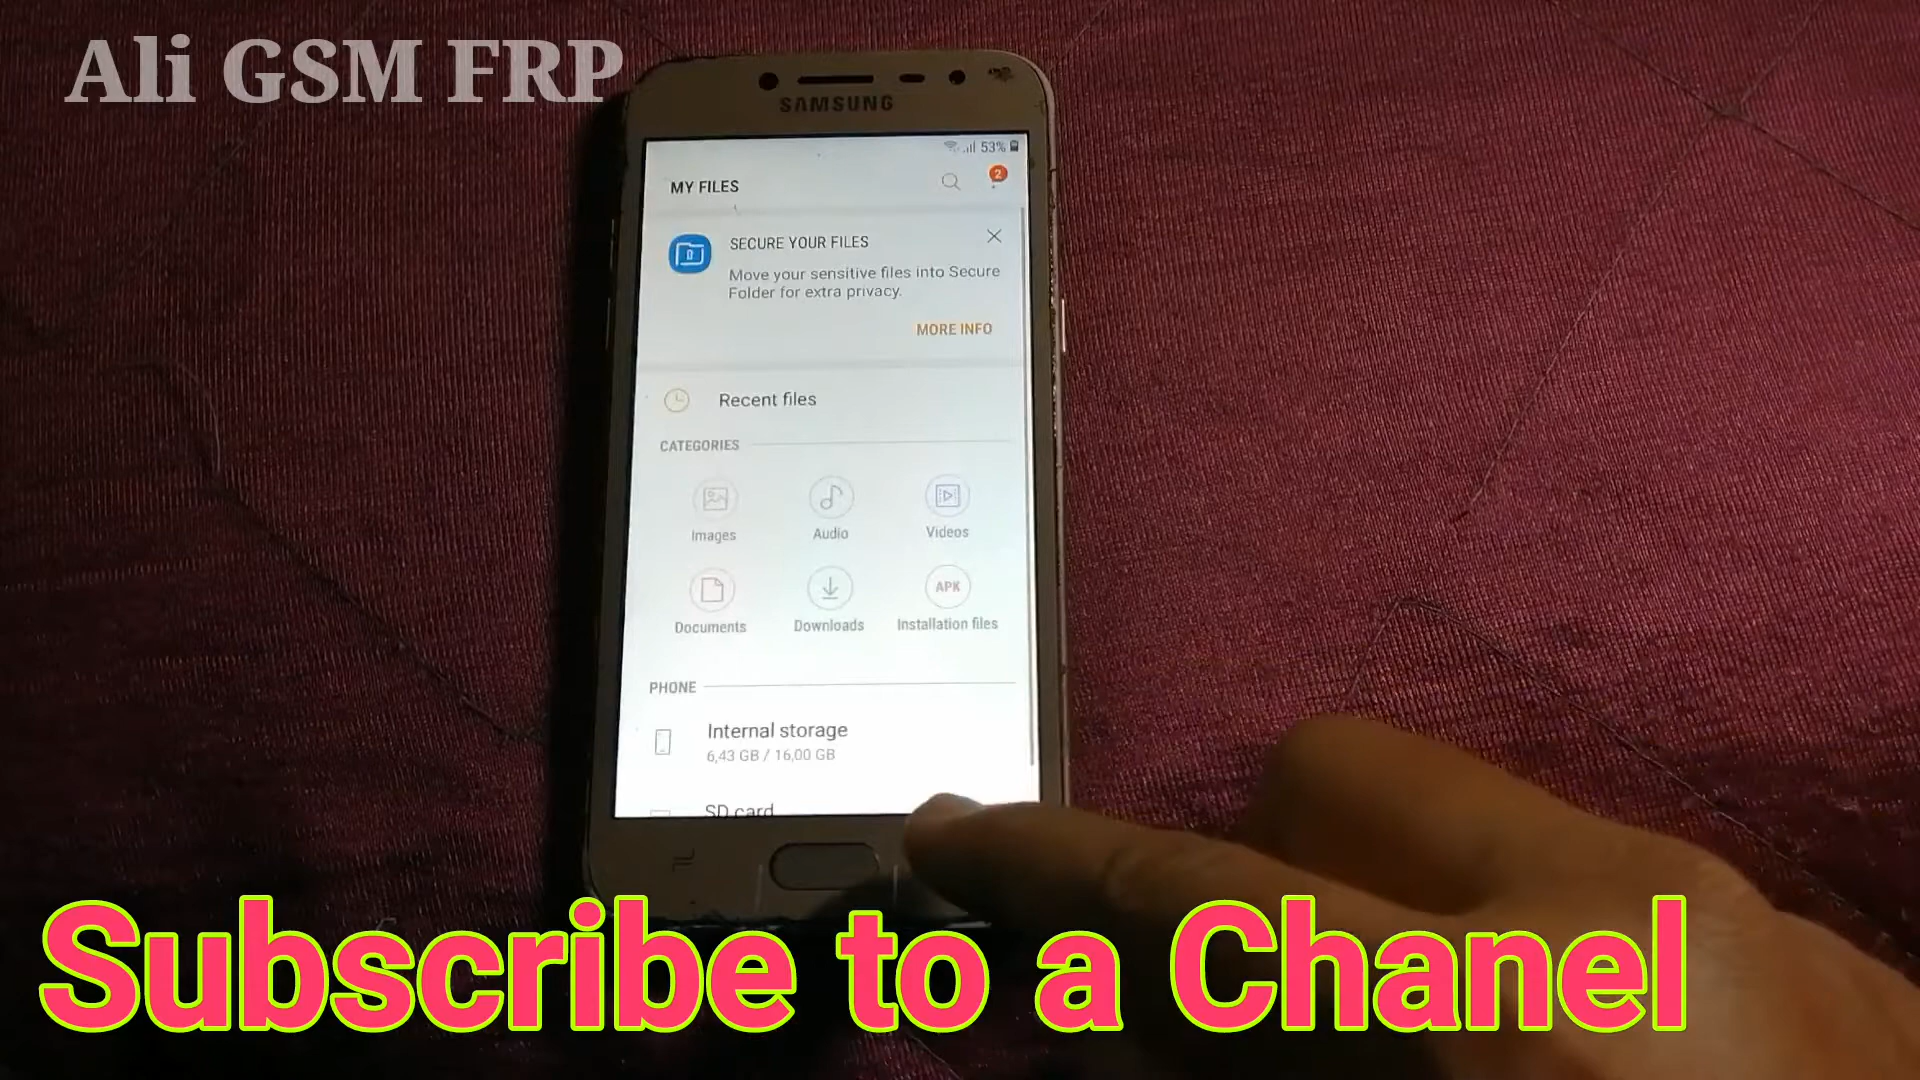 Ali GSM FRP
SAMSUNG
53%
MY FILES
2
SECURE YOUR FILES
Move your sensitive files into Secure
Folder for extra privacy.
MORE INFO
Recent files
CATEGORIES
Images
Audio
Videos
APK
Documents
Downloads
Installation files
PHONE
Internal storage
6,43 GB / 16,00 GB
SD card
Subscribe to a Chanel